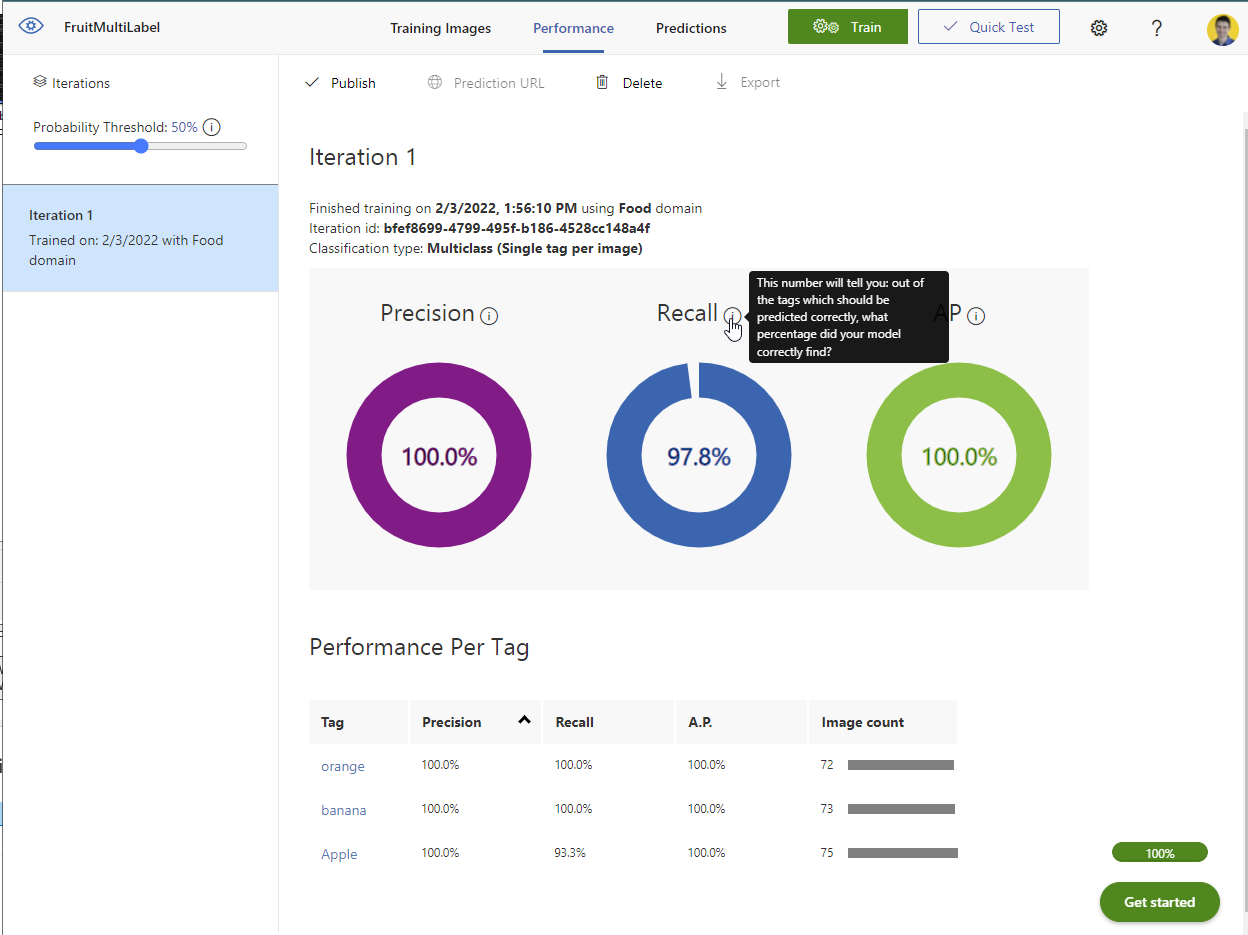 FruitMultiLabel
Training Images
Performance
Predictions
Train
Quick Test
?
Iterations
Probability Threshold: 50%
Iteration 1
Trained on: 2/3/2022 with Food
domain
Publish
Prediction URL
Delete
Export
Iteration 1
Finished training on 2/3/2022, 1:56:10 PM using Food domain
Iteration id: bfef8699-4799-495f-b186-4528cc148a4f
Classification type: Multiclass (Single tag per image)
Precision
Recall
This number will tell you: out of
the tags which should be
predicted correctly, what
percentage did your model
correctly find?
AP
100.0%
97.8%
100.0%
Performance Per Tag
Tag Precision Recall A.P. Image count
orange 100.0% 100.0% 100.0% 72
banana 100.0% 100.0% 100.0% 73
Apple 100.0% 93.3% 100.0% 75
100%
Get started